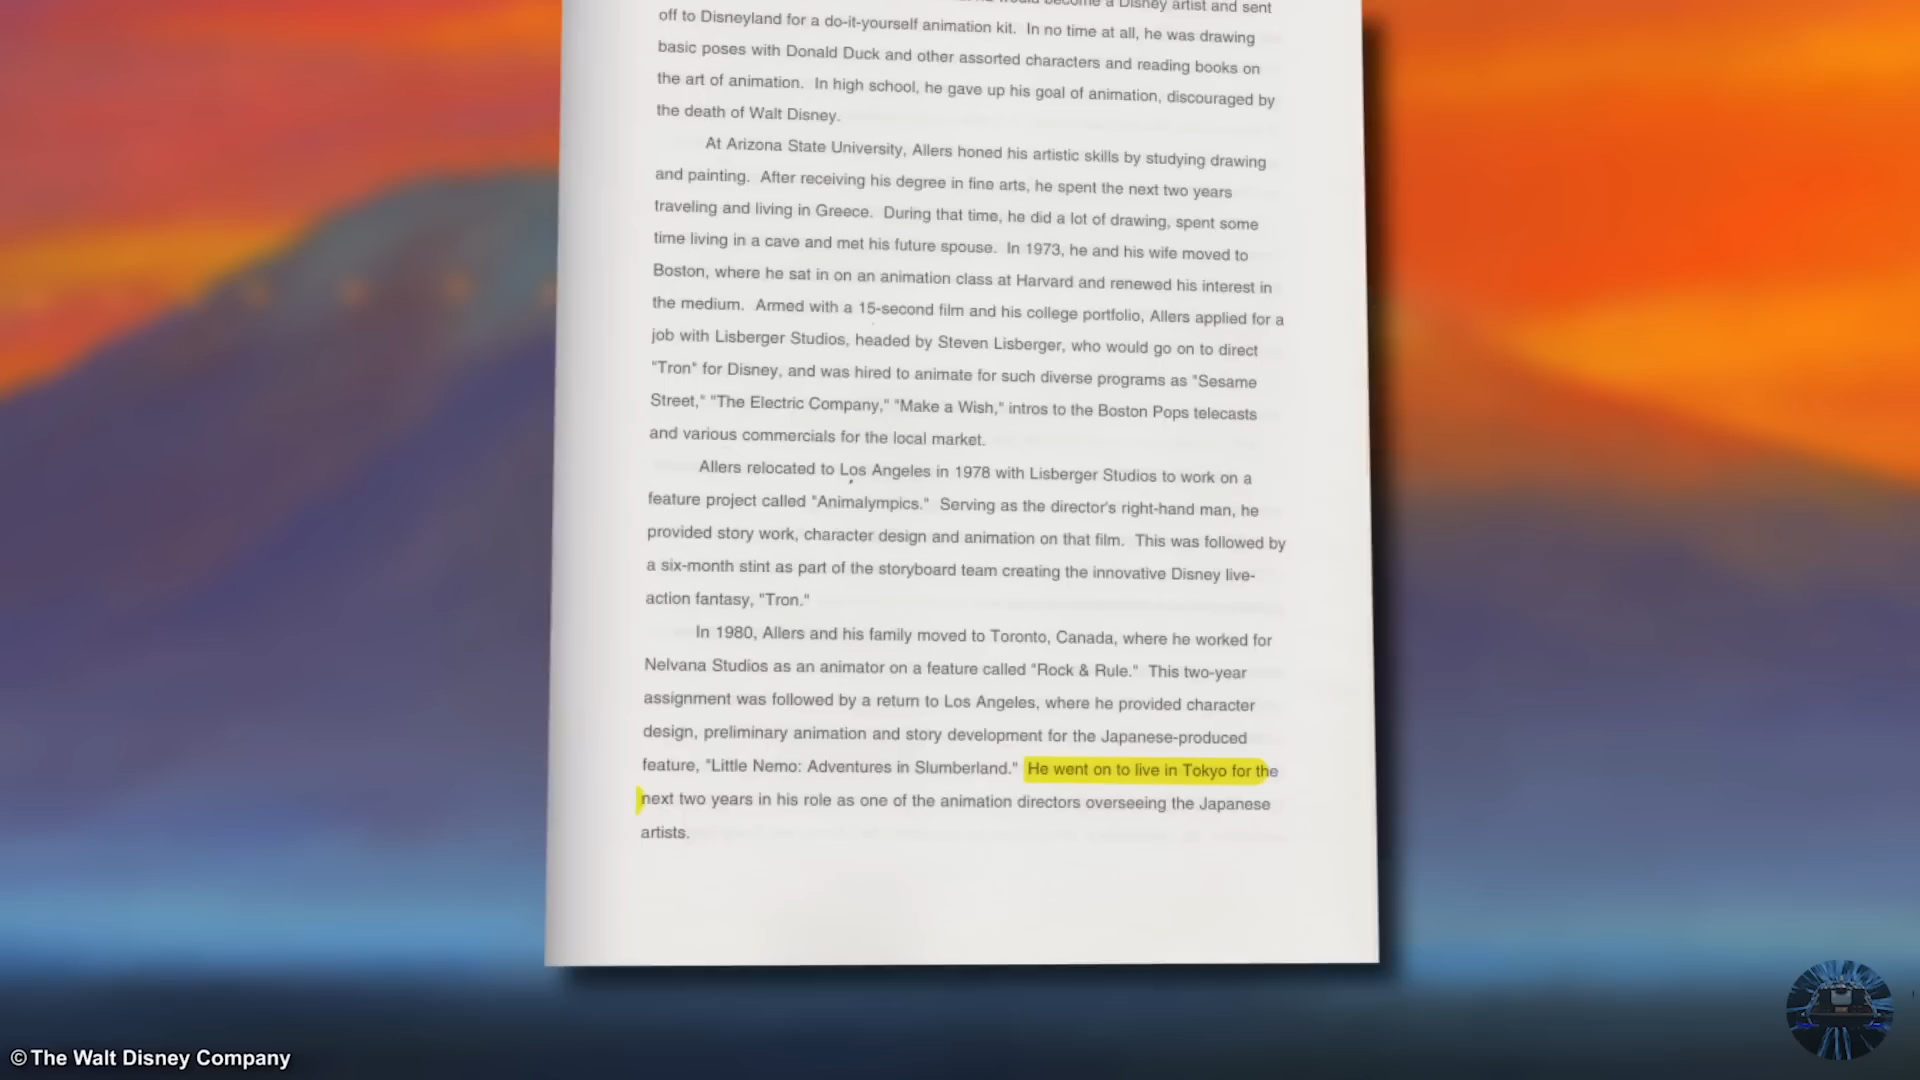 become a Disney artist and sent
off to Disneyland for a do-it-yourself animation kit. In no time at all, he was drawing
basic poses with Donald Duck and other assorted characters and reading books on
the art of animation. In high school, he gave up his goal of animation, discouraged by
the death of Walt Disney.
At Arizona State University, Allers honed his artistic skills by studying drawing
and painting. After receiving his degree in fine arts, he spent the next two years
traveling and living in Greece. During that time, he did a lot of drawing, spent some
time living in a cave and met his future spouse. In 1973, he and his wife moved to
Boston, where he sat in on an animation class at Harvard and renewed his interest in
the medium. Armed with a 15-second film and his college portfolio, Allers applied for a
job with Lisberger Studios, headed by Steven Lisberger, who would go on to direct
"Tron" for Disney, and was hired to animate for such diverse programs as "Sesame
Street," "The Electric Company," "Make a Wish," intros to the Boston Pops telecasts
and various commercials for the local market.
Allers relocated to Los Angeles in 1978 with Lisberger Studios to work on a
feature project called "Animalympics." Serving as the director's right-hand man, he
provided story work, character design and animation on that film. This was followed by
a six-month stint as part of the storyboard team creating the innovative Disney live-
action fantasy, "Tron."
In 1980, Allers and his family moved to Toronto, Canada, where he worked for
Nelvana Studios as an animator on a feature called "Rock & Rule." This two-year
assignment was followed by a return to Los Angeles, where he provided character
design, preliminary animation and story development for the Japanese-produced
feature, "Little Nemo: Adventures in Slumberland." He went on to live in Tokyo for the
next two years in his role as one of the animation directors overseeing the Japanese
artists.
©The Walt Disney Company